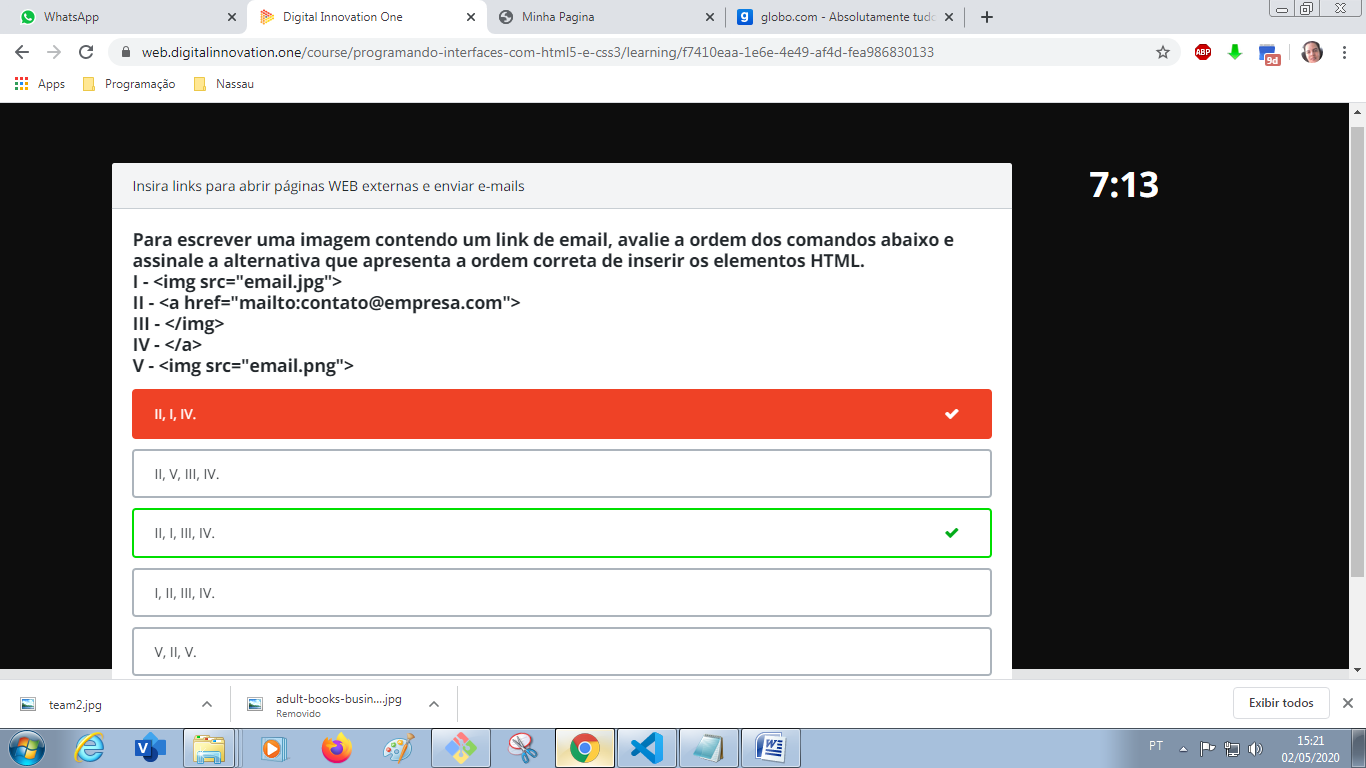 WhatsApp
Digital Innovation One
Minha Pagina
globo.com - Absolutamente tudo
web.digitalinnovation.one/course/programando-interfaces-com-html5-e-css3/learning/f7410eaa-1e6e-4e49-af4d-fea986830133
ABP
9d
Apps
Programação
Nassau
Insira links para abrir páginas WEB externas e enviar e-mails
7:13
Para escrever uma imagem contendo um link de email, avalie a ordem dos comandos abaixo e
assinale a alternativa que apresenta a ordem correta de inserir os elementos HTML.
I - <img src="email.jpg">
II - <a href="mailto:contato@empresa.com">
III - </img>
IV - </a>
V - <img src="email.png">
II, I, IV.
II, V, III, IV.
II, I, III, IV.
I, II, III, IV.
V, II, V.
team2.jpg
adult-books-busin....jpg
Removido
Exibir todos
PT
15:21
02/05/2020